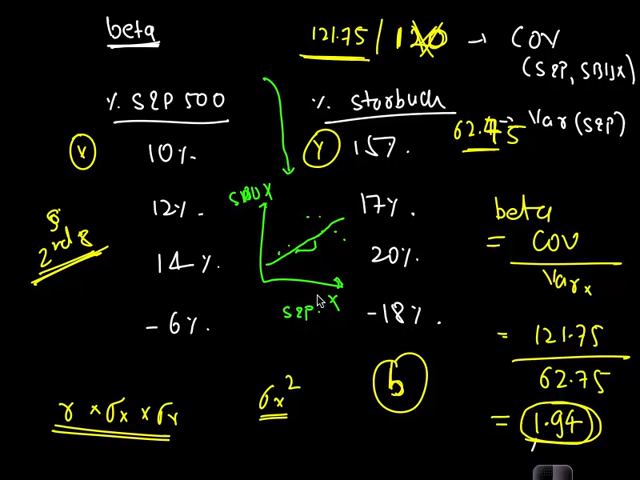 beta
121.75 / 120 → COV
(S&P, SBUX)
% S&P 500
% Starbuck
62.75 → Var(S&P)
X
10%.
Y
15%.
SBUX
12%.
17%.
2nd 8
14%.
20%.
S&P. X
-6%.
-18%.
beta
= COV
Varx
= 121.75
62.75
= 1.94
b
r × σx × σy
σx²